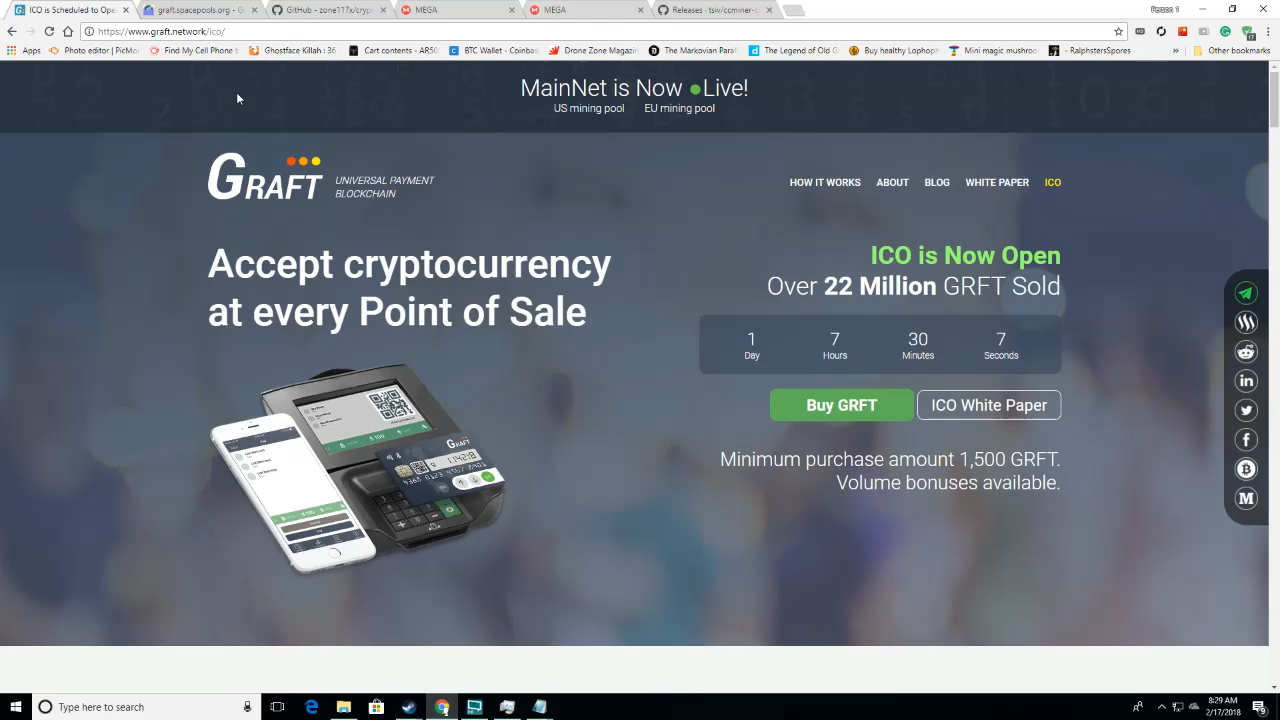 ICO is Scheduled to Ope
graft.spacepools.org - G
GitHub - zone117x/cryp
MEGA
MEGA
Releases · tsiv/ccminer-c
Person 1
https://www.graft.network/ico/
Apps
Photo editor | PicMon
Find My Cell Phone b
Ghostface Killah : 36
Cart contents - AR50
BTC Wallet - Coinbas
Drone Zone Magazin
The Markovian Para
The Legend of Old G
Buy healthy Lophoph
Mini magic mushroom
- RalphstersSpores
»
Other bookmarks
MainNet is Now Live!
US mining pool EU mining pool
GRAFT
UNIVERSAL PAYMENT
BLOCKCHAIN
HOW IT WORKS ABOUT BLOG WHITE PAPER ICO
Accept cryptocurrency
at every Point of Sale
ICO is Now Open
Over 22 Million GRFT Sold
1 7 30 7
Day Hours Minutes Seconds
Buy GRFT ICO White Paper
Minimum purchase amount 1,500 GRFT.
Volume bonuses available.
Type here to search
8:29 AM
2/17/2018